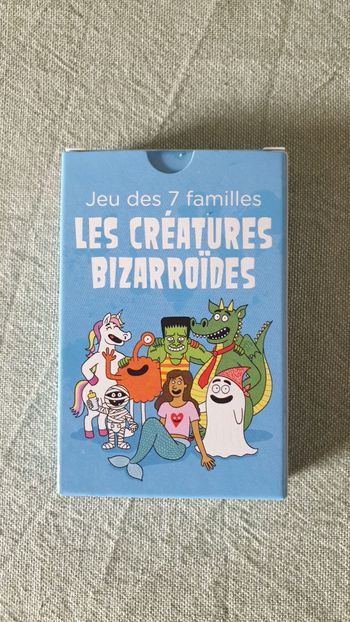 Jeu des 7 familles
LES CRÉATURES
BIZARROÏDES